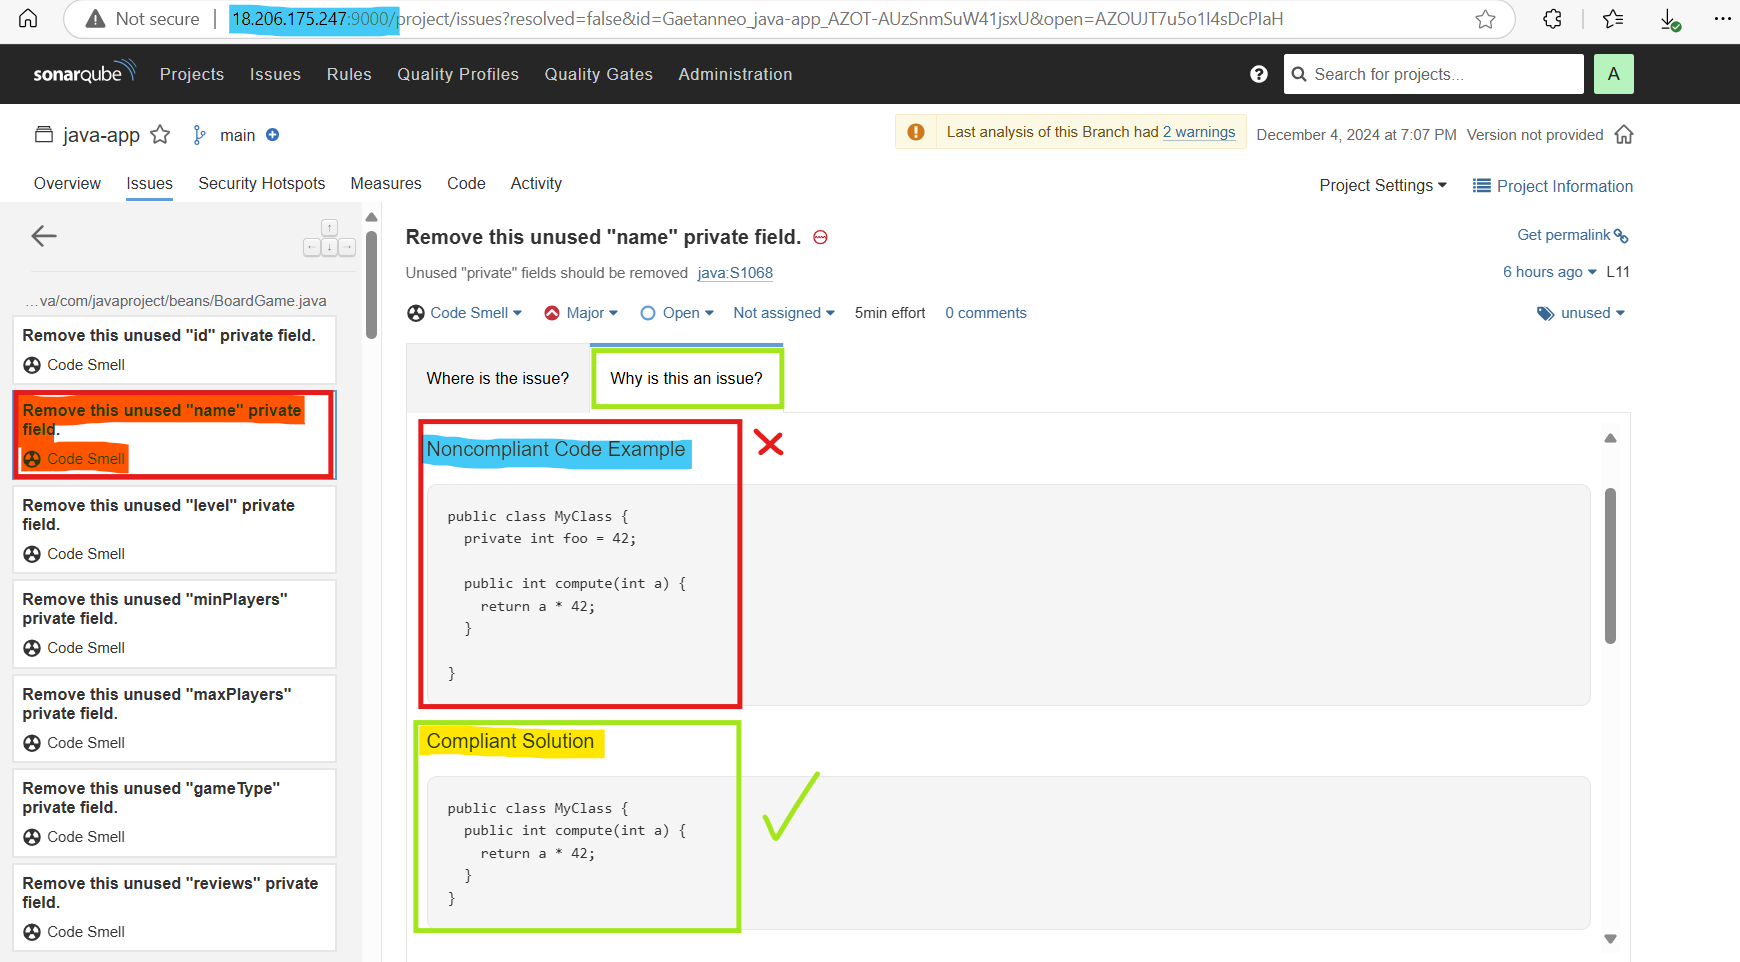 Not secure
18.206.175.247:9000/project/issues?resolved=false&id=Gaetanneo_java-app_AZOT-AUzSnmSuW41jsxU&open=AZOUJT7u5o1I4sDcPlaH
sonarqube Projects Issues Rules Quality Profiles Quality Gates Administration
? Search for projects... A
java-app main
Last analysis of this Branch had 2 warnings December 4, 2024 at 7:07 PM Version not provided
Overview Issues Security Hotspots Measures Code Activity
Project Settings Project Information
…va/com/javaproject/beans/BoardGame.java
Remove this unused "id" private field.
Code Smell
Remove this unused "name" private
field.
Code Smell
Remove this unused "level" private
field.
Code Smell
Remove this unused "minPlayers"
private field.
Code Smell
Remove this unused "maxPlayers"
private field.
Code Smell
Remove this unused "gameType"
private field.
Code Smell
Remove this unused "reviews" private
field.
Code Smell
Remove this unused "name" private field.
Get permalink
Unused "private" fields should be removed java:S1068
6 hours ago L11
Code Smell Major Open Not assigned 5min effort 0 comments
unused
Where is the issue? Why is this an issue?
Noncompliant Code Example
public class MyClass {
private int foo = 42;
public int compute(int a) {
return a * 42;
}
}
Compliant Solution
public class MyClass {
public int compute(int a) {
return a * 42;
}
}